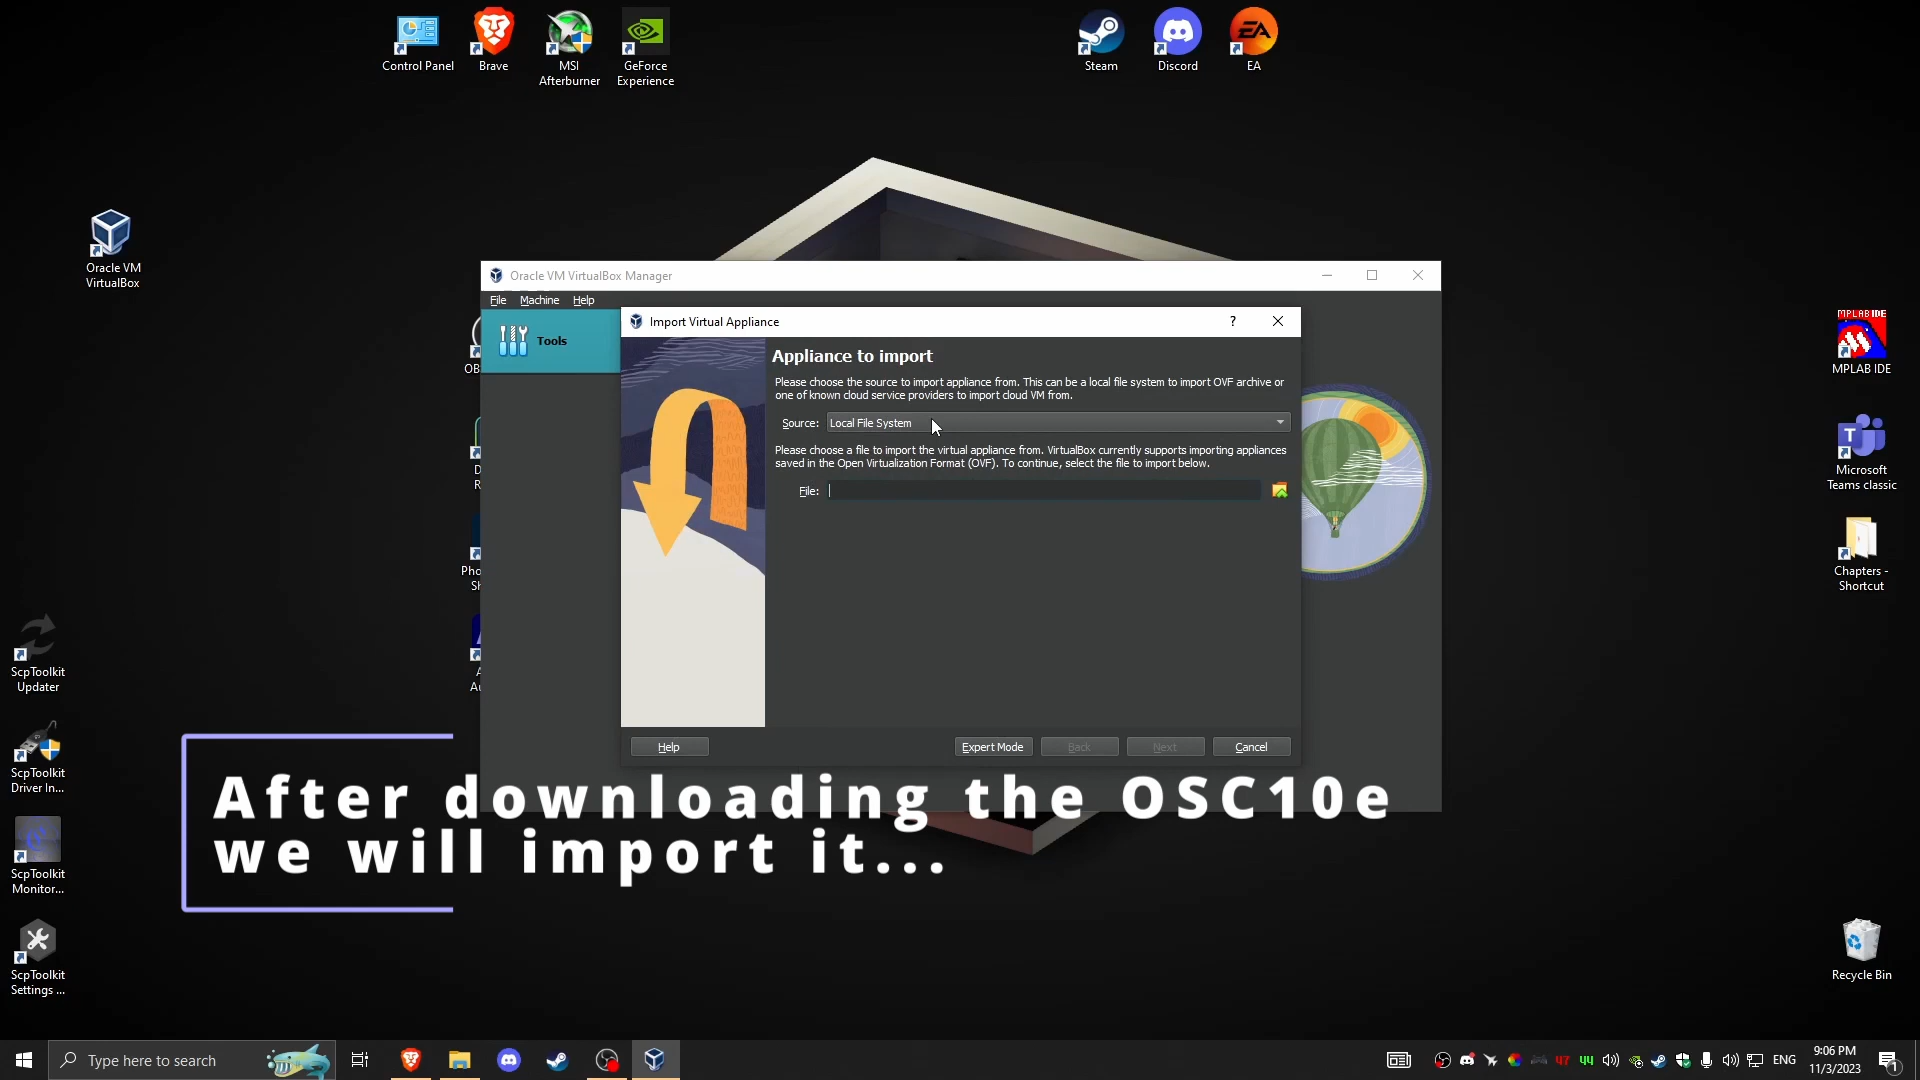 Control Panel
Brave
MSI
Afterburner
GeForce
Experience
Steam
Discord
EA
EA
Oracle VM
VirtualBox
Oracle VM VirtualBox Manager
File Machine Help
Tools
Import Virtual Appliance
?
Appliance to import
Please choose the source to import appliance from. This can be a local file system to import OVF archive or
one of known cloud service providers to import cloud VM from.
Source: Local File System
Please choose a file to import the virtual appliance from. VirtualBox currently supports importing appliances
saved in the Open Virtualization Format (OVF). To continue, select the file to import below.
File:
Help
Expert Mode
Back
Next
Cancel
MPLAB IDE
MPLAB IDE
Microsoft
Teams classic
Chapters -
Shortcut
ScpToolkit
Updater
ScpToolkit
Driver In...
ScpToolkit
Monitor...
ScpToolkit
Settings ...
After downloading the OSC10e
we will import it...
Recycle Bin
Type here to search
47
44
ENG
9:06 PM
11/3/2023
1